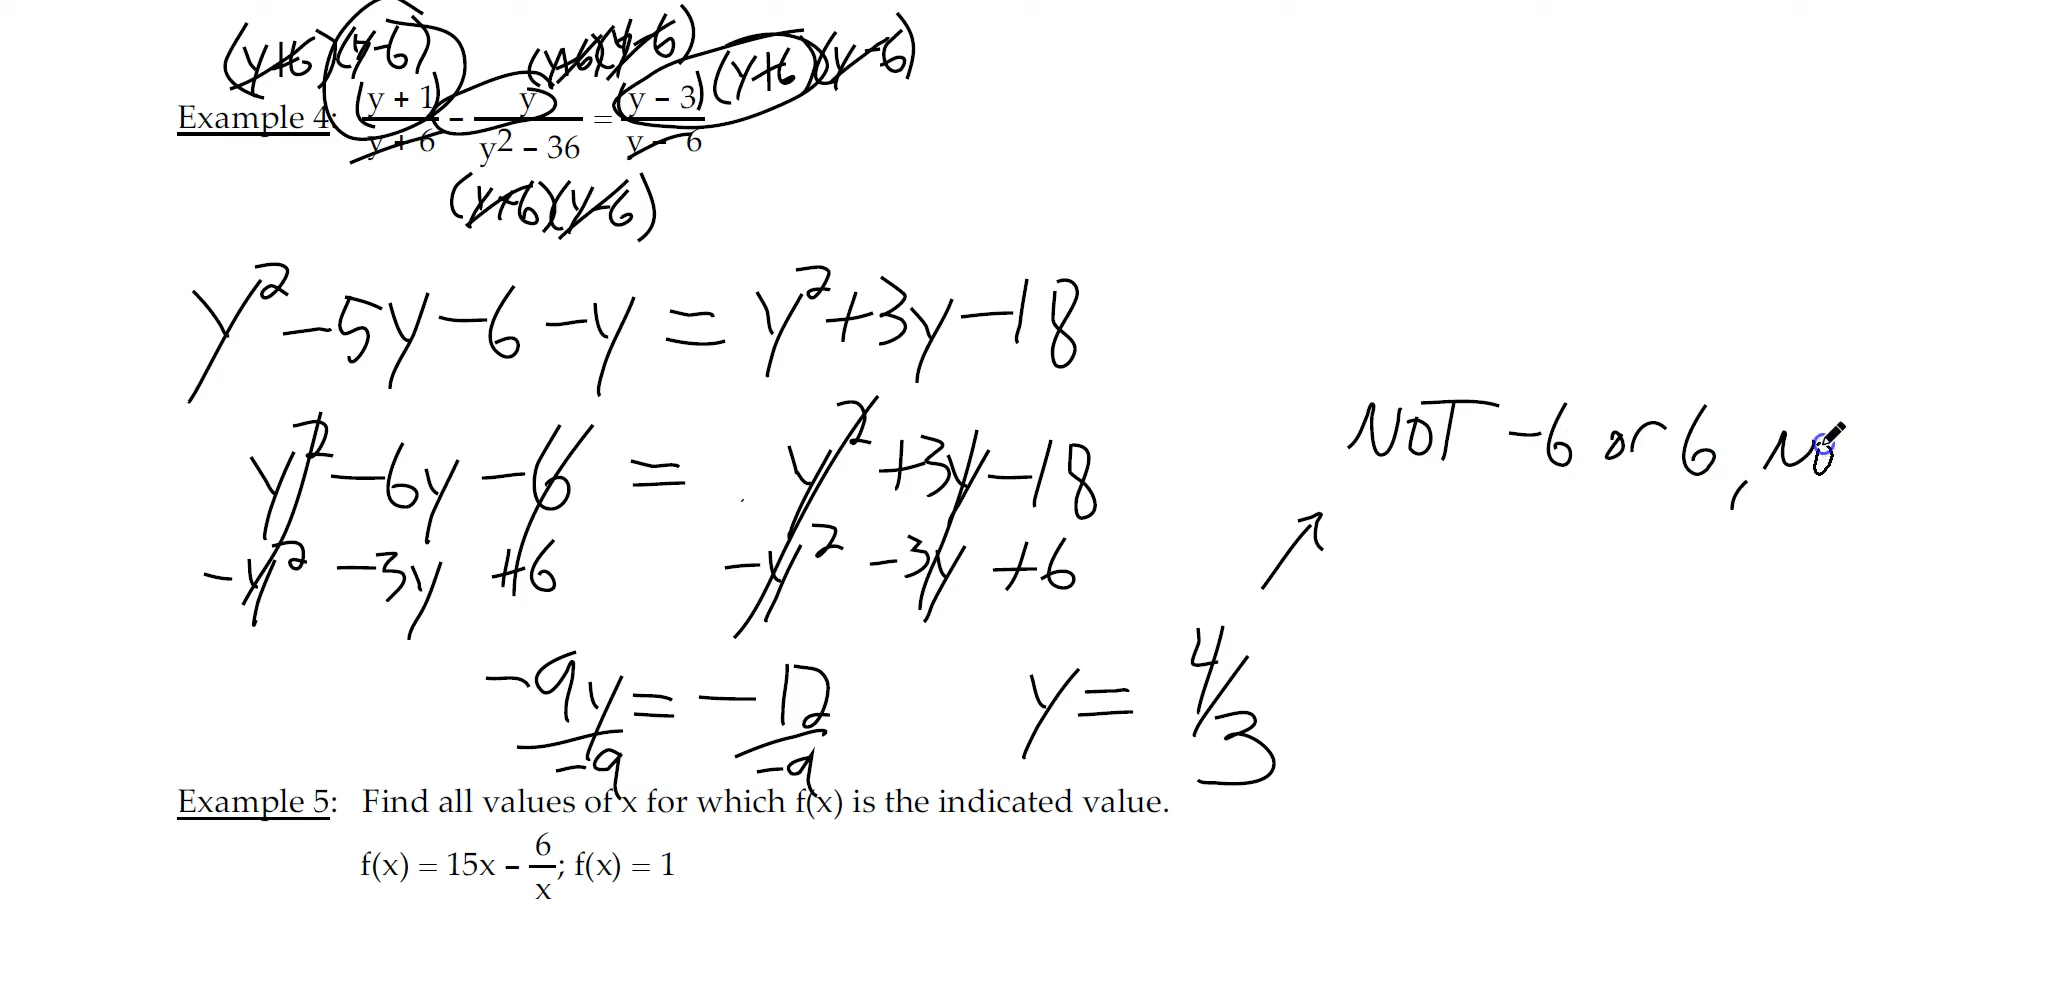 (y+6)(y-6) (y+6)(y-6) (y+6)(y-6)
Example 4: (y + 1)/(y + 6) – y/(y² – 36) = (y – 3)/(y – 6)
(y+6)(y-6)
y² - 5y - 6 - y = y² + 3y - 18
y² - 6y - 6 = y² + 3y - 18
NOT -6 or 6,
-y² -3y +6 -y² -3y +6
-9y = -12 y = 4/3
-9 -9
Example 5: Find all values of x for which f(x) is the indicated value.
f(x) = 15x – 6/x; f(x) = 1